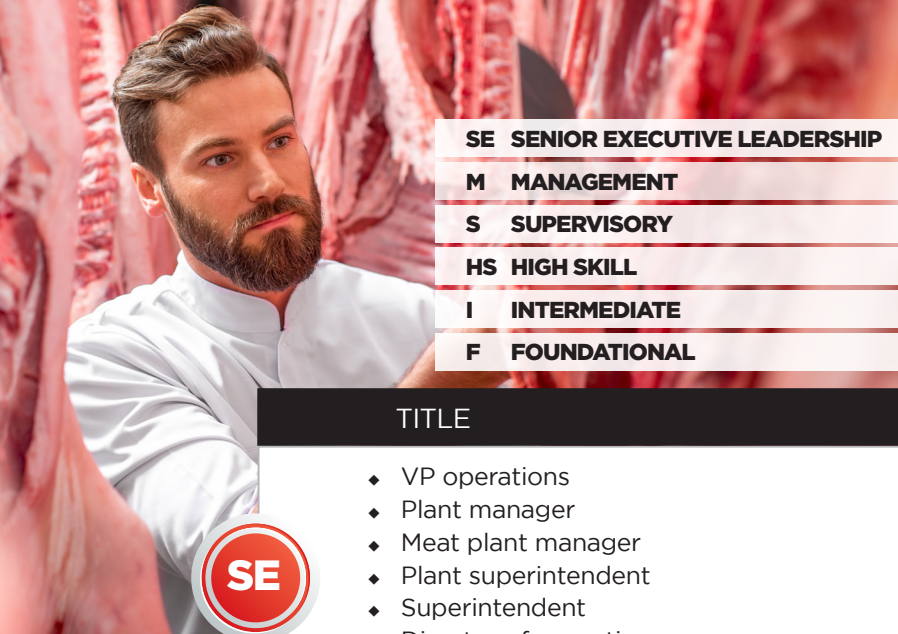 SE SENIOR EXECUTIVE LEADERSHIP
M MANAGEMENT
S SUPERVISORY
HS HIGH SKILL
I INTERMEDIATE
F FOUNDATIONAL
TITLE
VP operations
Plant manager
Meat plant manager
Plant superintendent
SE
Superintendent